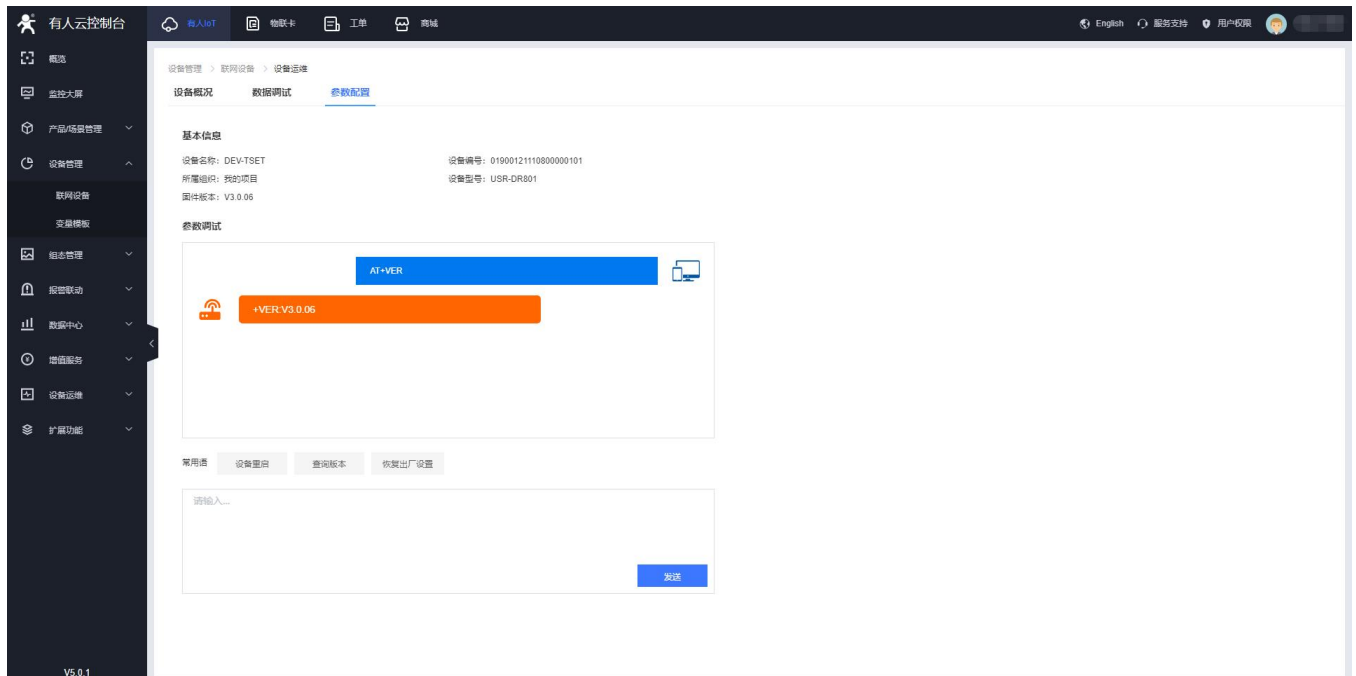 有人云控制台 有人IoT 物联卡 工单 商城 English 服务支持 用户权限
概览
监控大屏
产品/场景管理
设备管理
联网设备
变量模板
组态管理
报警联动
数据中心
增值服务
设备运维
扩展功能
V5.0.1
设备管理 > 联网设备 > 设备运维
设备概况 数据调试 参数配置
基本信息
设备名称: DEV-TSET 设备编号: 01900121110800000101
所属组织: 我的项目 设备型号: USR-DR801
固件版本: V3.0.06
参数调试
AT+VER
+VER:V3.0.06
常用语 设备重启 查询版本 恢复出厂设置
请输入...
发送